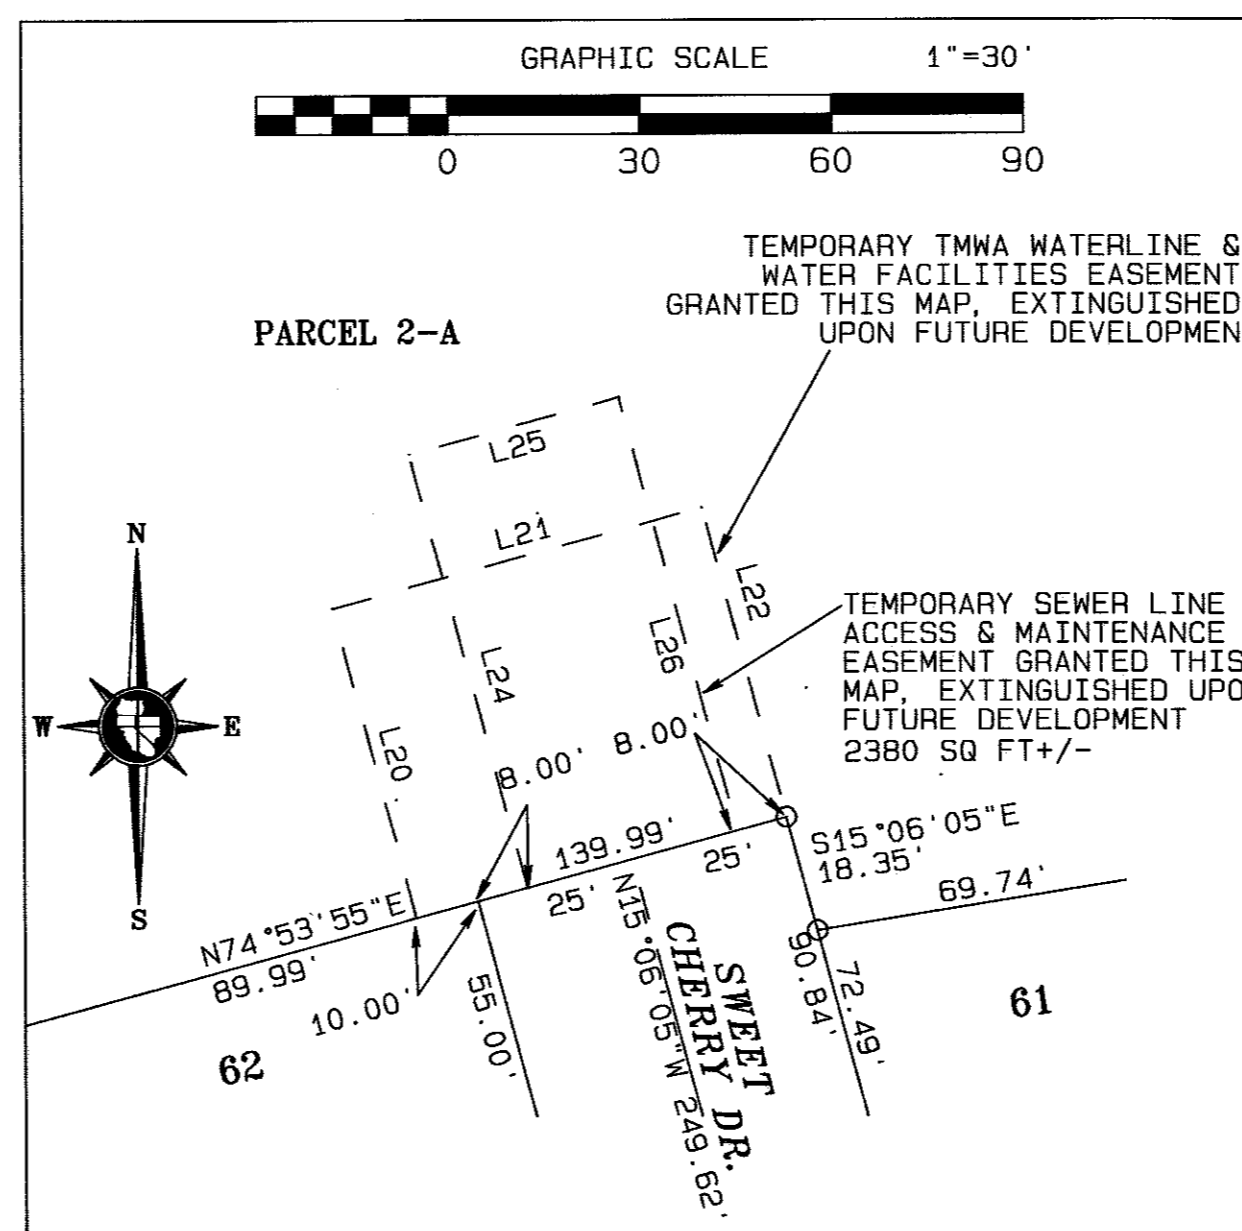 GRAPHIC SCALE 1"=30'
0 30 60 90
TEMPORARY TMWA WATERLINE &
WATER FACILITIES EASEMENT
GRANTED THIS MAP, EXTINGUISHED
UPON FUTURE DEVELOPMEN
PARCEL 2-A
L25
L21
N
L22
TEMPORARY SEWER LINE
ACCESS & MAINTENANCE
EASEMENT GRANTED THIS
MAP, EXTINGUISHED UPO
FUTURE DEVELOPMENT
2380 SQ FT+/-
L26
L24
W E
L20
8.00' 8.00'
S
139.99'
25' 25'
S15°06'05"E
18.35'
69.74'
N74°53'55"E
89.99'
10.00'
55.00'
N15°06'05"W 249.62'
SWEET
CHERRY DR.
90.84'
72.49'
61
62